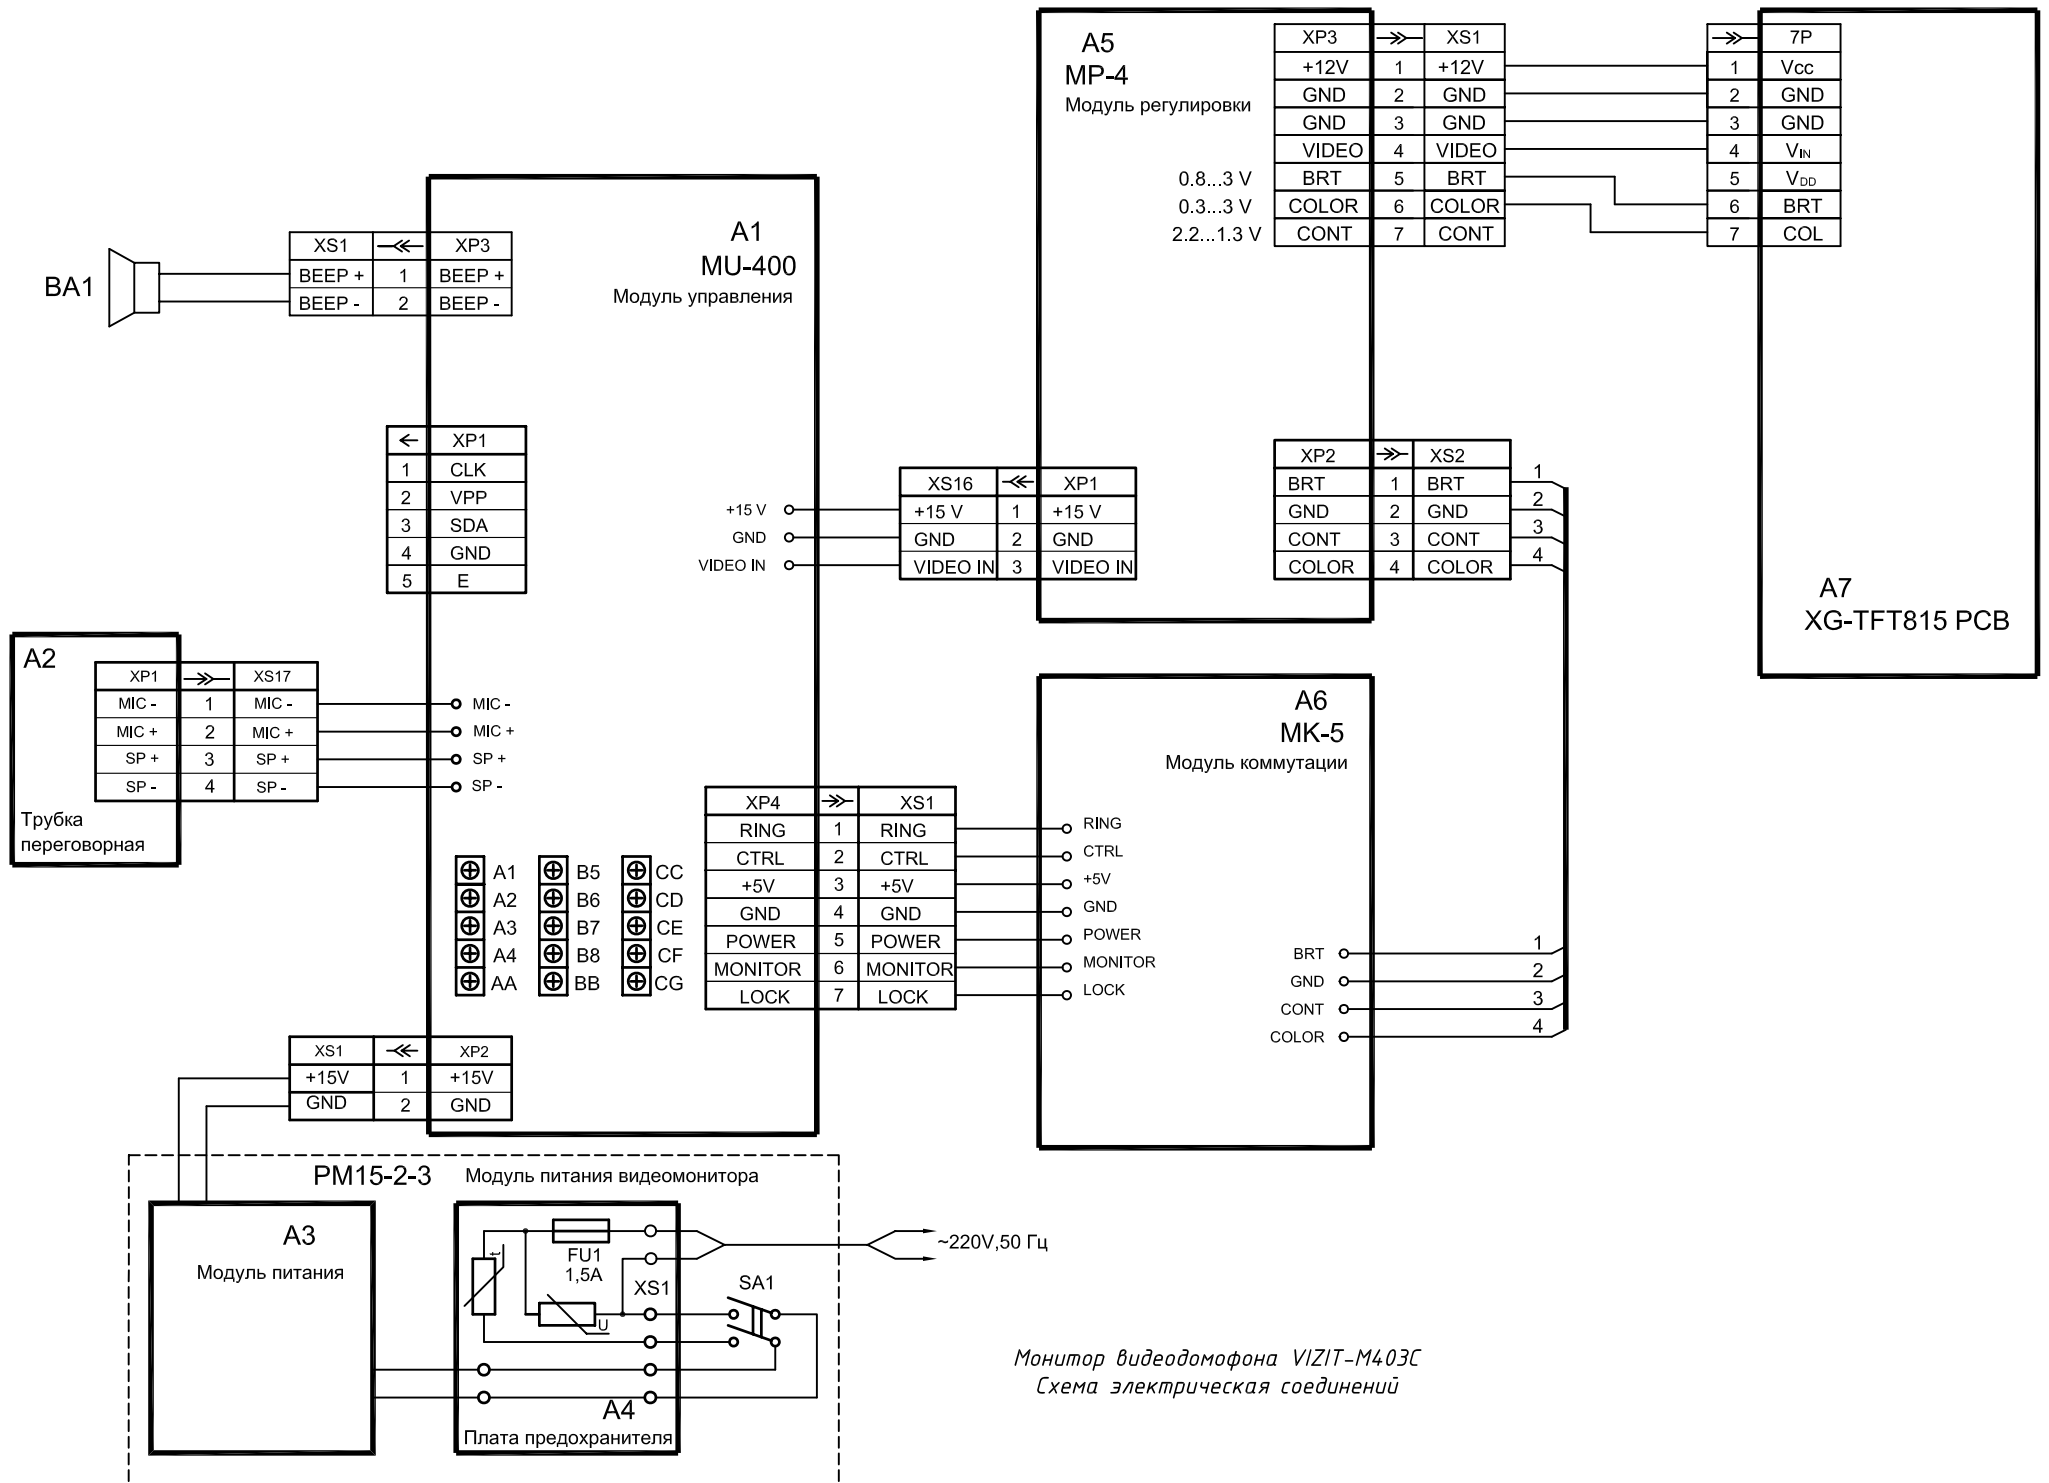 BA1
XS1 XP3
BEEP + 1 BEEP +
BEEP - 2 BEEP -
A1
MU-400
Модуль управления
XP1
1 CLK
2 VPP
3 SDA
4 GND
5 E
+15 V
GND
VIDEO IN
A2
XP1 XS17
MIC - 1 MIC -
MIC + 2 MIC +
SP + 3 SP +
SP - 4 SP -
Трубка
переговорная
MIC -
MIC +
SP +
SP -
A1 B5 CC
A2 B6 CD
A3 B7 CE
A4 B8 CF
AA BB CG
XP4 XS1
RING 1 RING
CTRL 2 CTRL
+5V 3 +5V
GND 4 GND
POWER 5 POWER
MONITOR 6 MONITOR
LOCK 7 LOCK
XS1 XP2
+15V 1 +15V
GND 2 GND
A5
MP-4
Модуль регулировки
XP3 XS1
+12V 1 +12V
GND 2 GND
GND 3 GND
VIDEO 4 VIDEO
0.8...3 V BRT 5 BRT
0.3...3 V COLOR 6 COLOR
2.2...1.3 V CONT 7 CONT
XS16 XP1
+15 V 1 +15 V
GND 2 GND
VIDEO IN 3 VIDEO IN
XP2 XS2
BRT 1 BRT 1
GND 2 GND 2
CONT 3 CONT 3
COLOR 4 COLOR 4
7P
1 Vcc
2 GND
3 GND
4 VIN
5 VDD
6 BRT
7 COL
A7
XG-TFT815 PCB
A6
MK-5
Модуль коммутации
RING
CTRL
+5V
GND
POWER
MONITOR
LOCK
BRT 1
GND 2
CONT 3
COLOR 4
PM15-2-3 Модуль питания видеомонитора
A3
Модуль питания
t
FU1
1,5A
U
XS1
SA1
~220V,50 Гц
A4
Плата предохранителя
Монитор видеодомофона VIZIT-M403C
Схема электрическая соединений